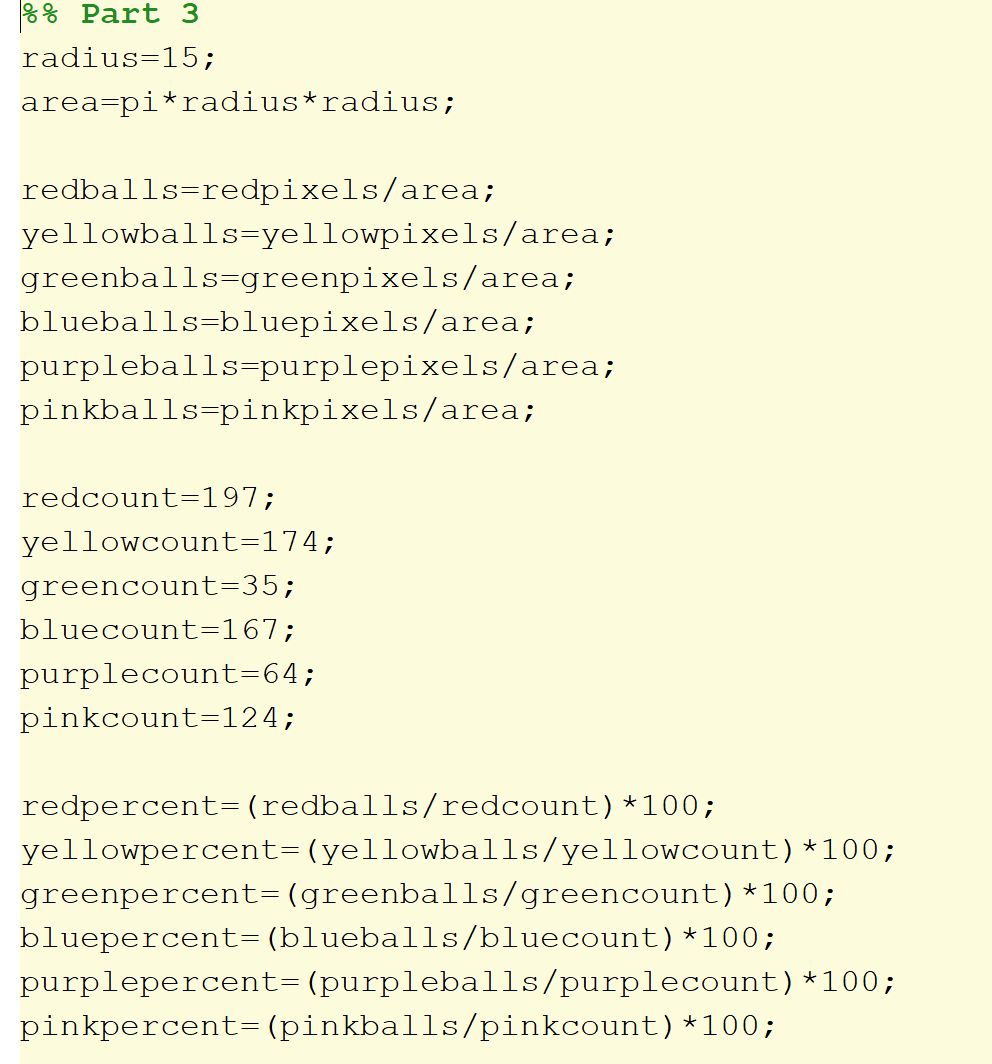 %% Part 3
radius=15;
area=pi*radius*radius;
redballs=redpixels/area;
yellowballs=yellowpixels/area;
greenballs=greenpixels/area;
blueballs=bluepixels/area;
purpleballs=purplepixels/area;
pinkballs=pinkpixels/area;
redcount=197;
yellowcount=174;
greencount=35;
bluecount=167;
purplecount=64;
pinkcount=124;
redpercent=(redballs/redcount)*100;
yellowpercent=(yellowballs/yellowcount)*100;
greenpercent=(greenballs/greencount)*100;
bluepercent=(blueballs/bluecount)*100;
purplepercent=(purpleballs/purplecount)*100;
pinkpercent=(pinkballs/pinkcount)*100;